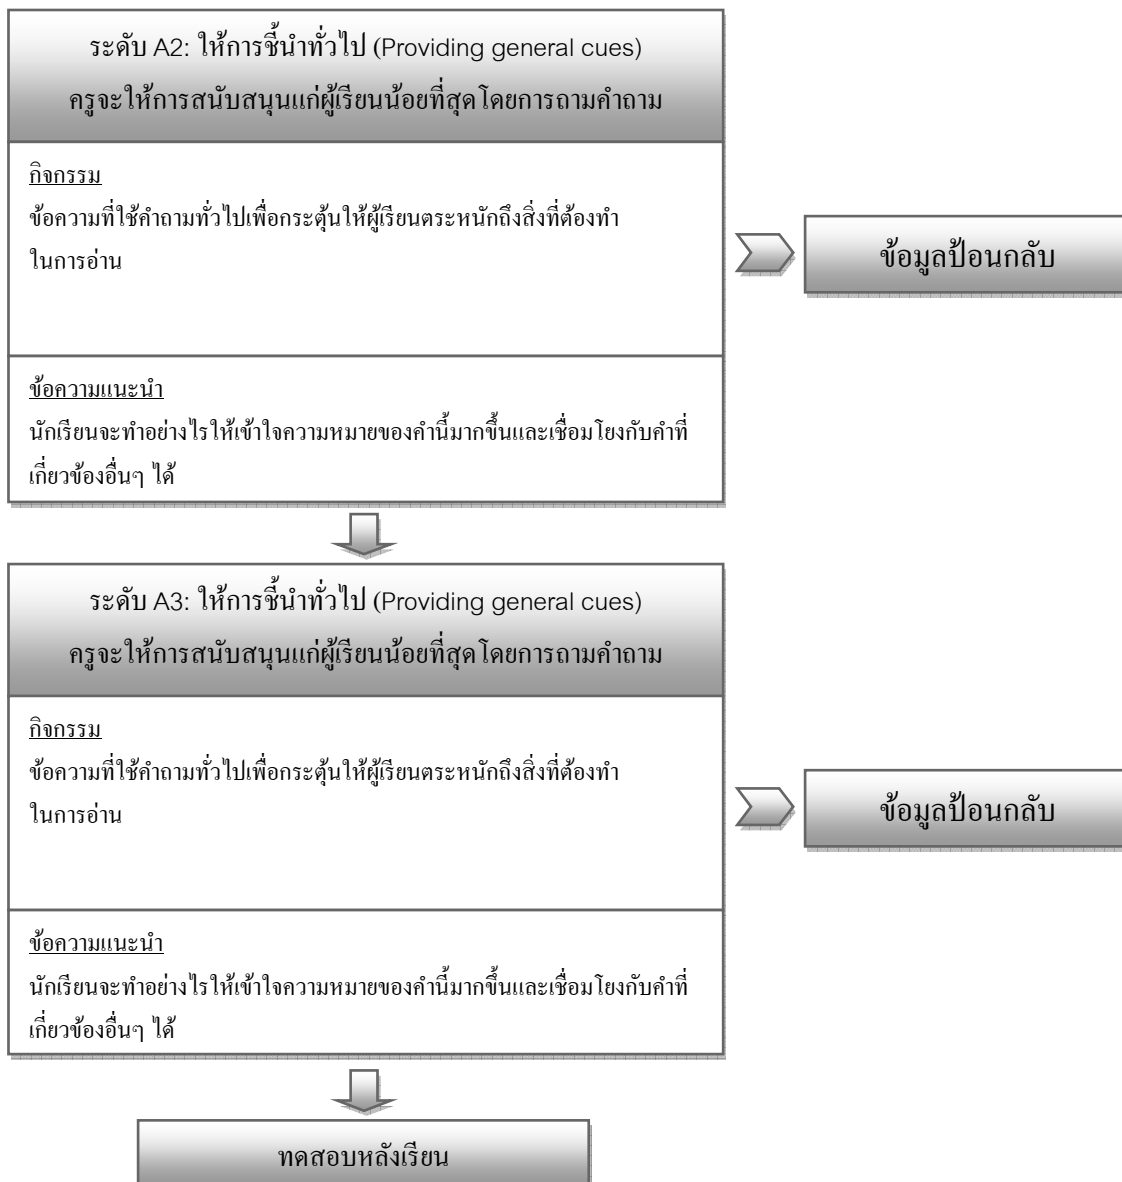 ระดับ A2: ให้การชี้นำทั่วไป (Providing general cues)
ครูจะให้การสนับสนุนแก่ผู้เรียนน้อยที่สุดโดยการถามคำถาม
กิจกรรม
ข้อความที่ใช้คำถามทั่วไปเพื่อกระตุ้นให้ผู้เรียนตระหนักถึงสิ่งที่ต้องทำ
ในการอ่าน
ข้อมูลป้อนกลับ
ข้อความแนะนำ
นักเรียนจะทำอย่างไรให้เข้าใจความหมายของคำนี้มากขึ้นและเชื่อมโยงกับคำที่
เกี่ยวข้องอื่นๆ ได้
ระดับ A3: ให้การชี้นำทั่วไป (Providing general cues)
ครูจะให้การสนับสนุนแก่ผู้เรียนน้อยที่สุดโดยการถามคำถาม
กิจกรรม
ข้อความที่ใช้คำถามทั่วไปเพื่อกระตุ้นให้ผู้เรียนตระหนักถึงสิ่งที่ต้องทำ
ในการอ่าน
ข้อมูลป้อนกลับ
ข้อความแนะนำ
นักเรียนจะทำอย่างไรให้เข้าใจความหมายของคำนี้มากขึ้นและเชื่อมโยงกับคำที่
เกี่ยวข้องอื่นๆ ได้
ทดสอบหลังเรียน